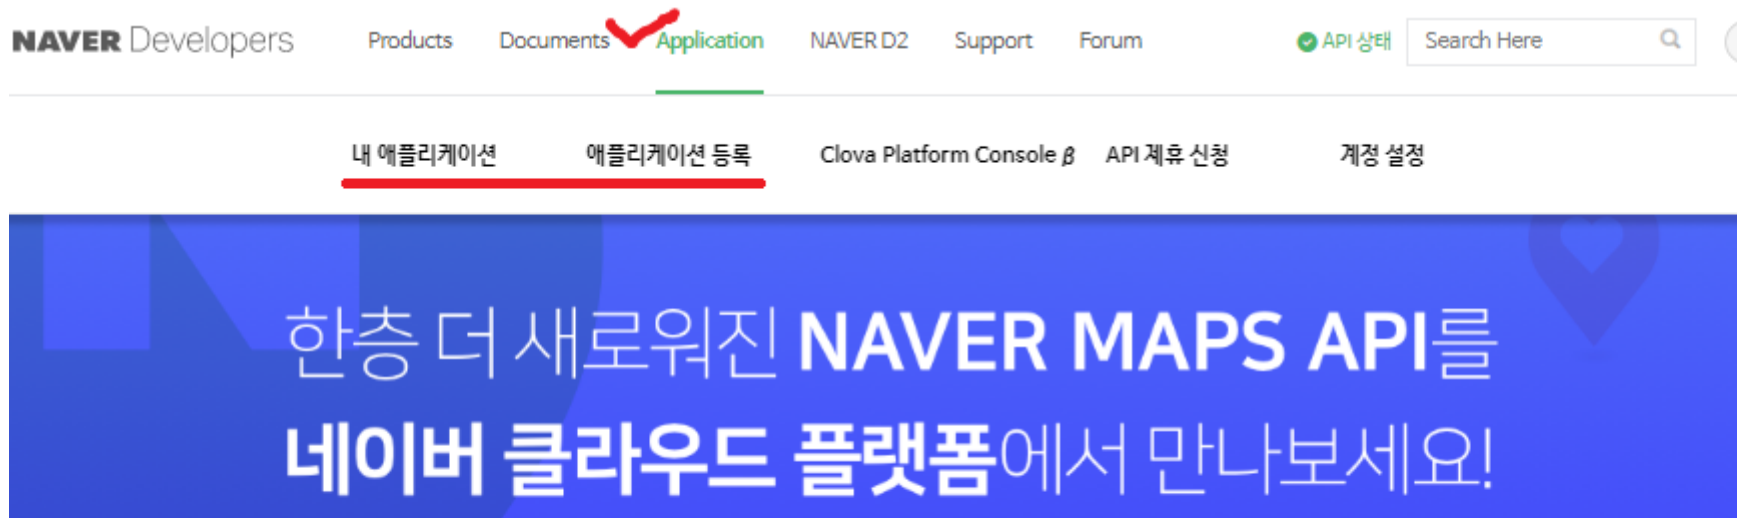 NAVER Developers Products Documents Application NAVER D2 Support Forum API 상태 Search Here
내 애플리케이션 애플리케이션 등록 Clova Platform Console β API 제휴 신청 계정 설정
한층 더 새로워진 NAVER MAPS API를
네이버 클라우드 플랫폼에서 만나보세요!